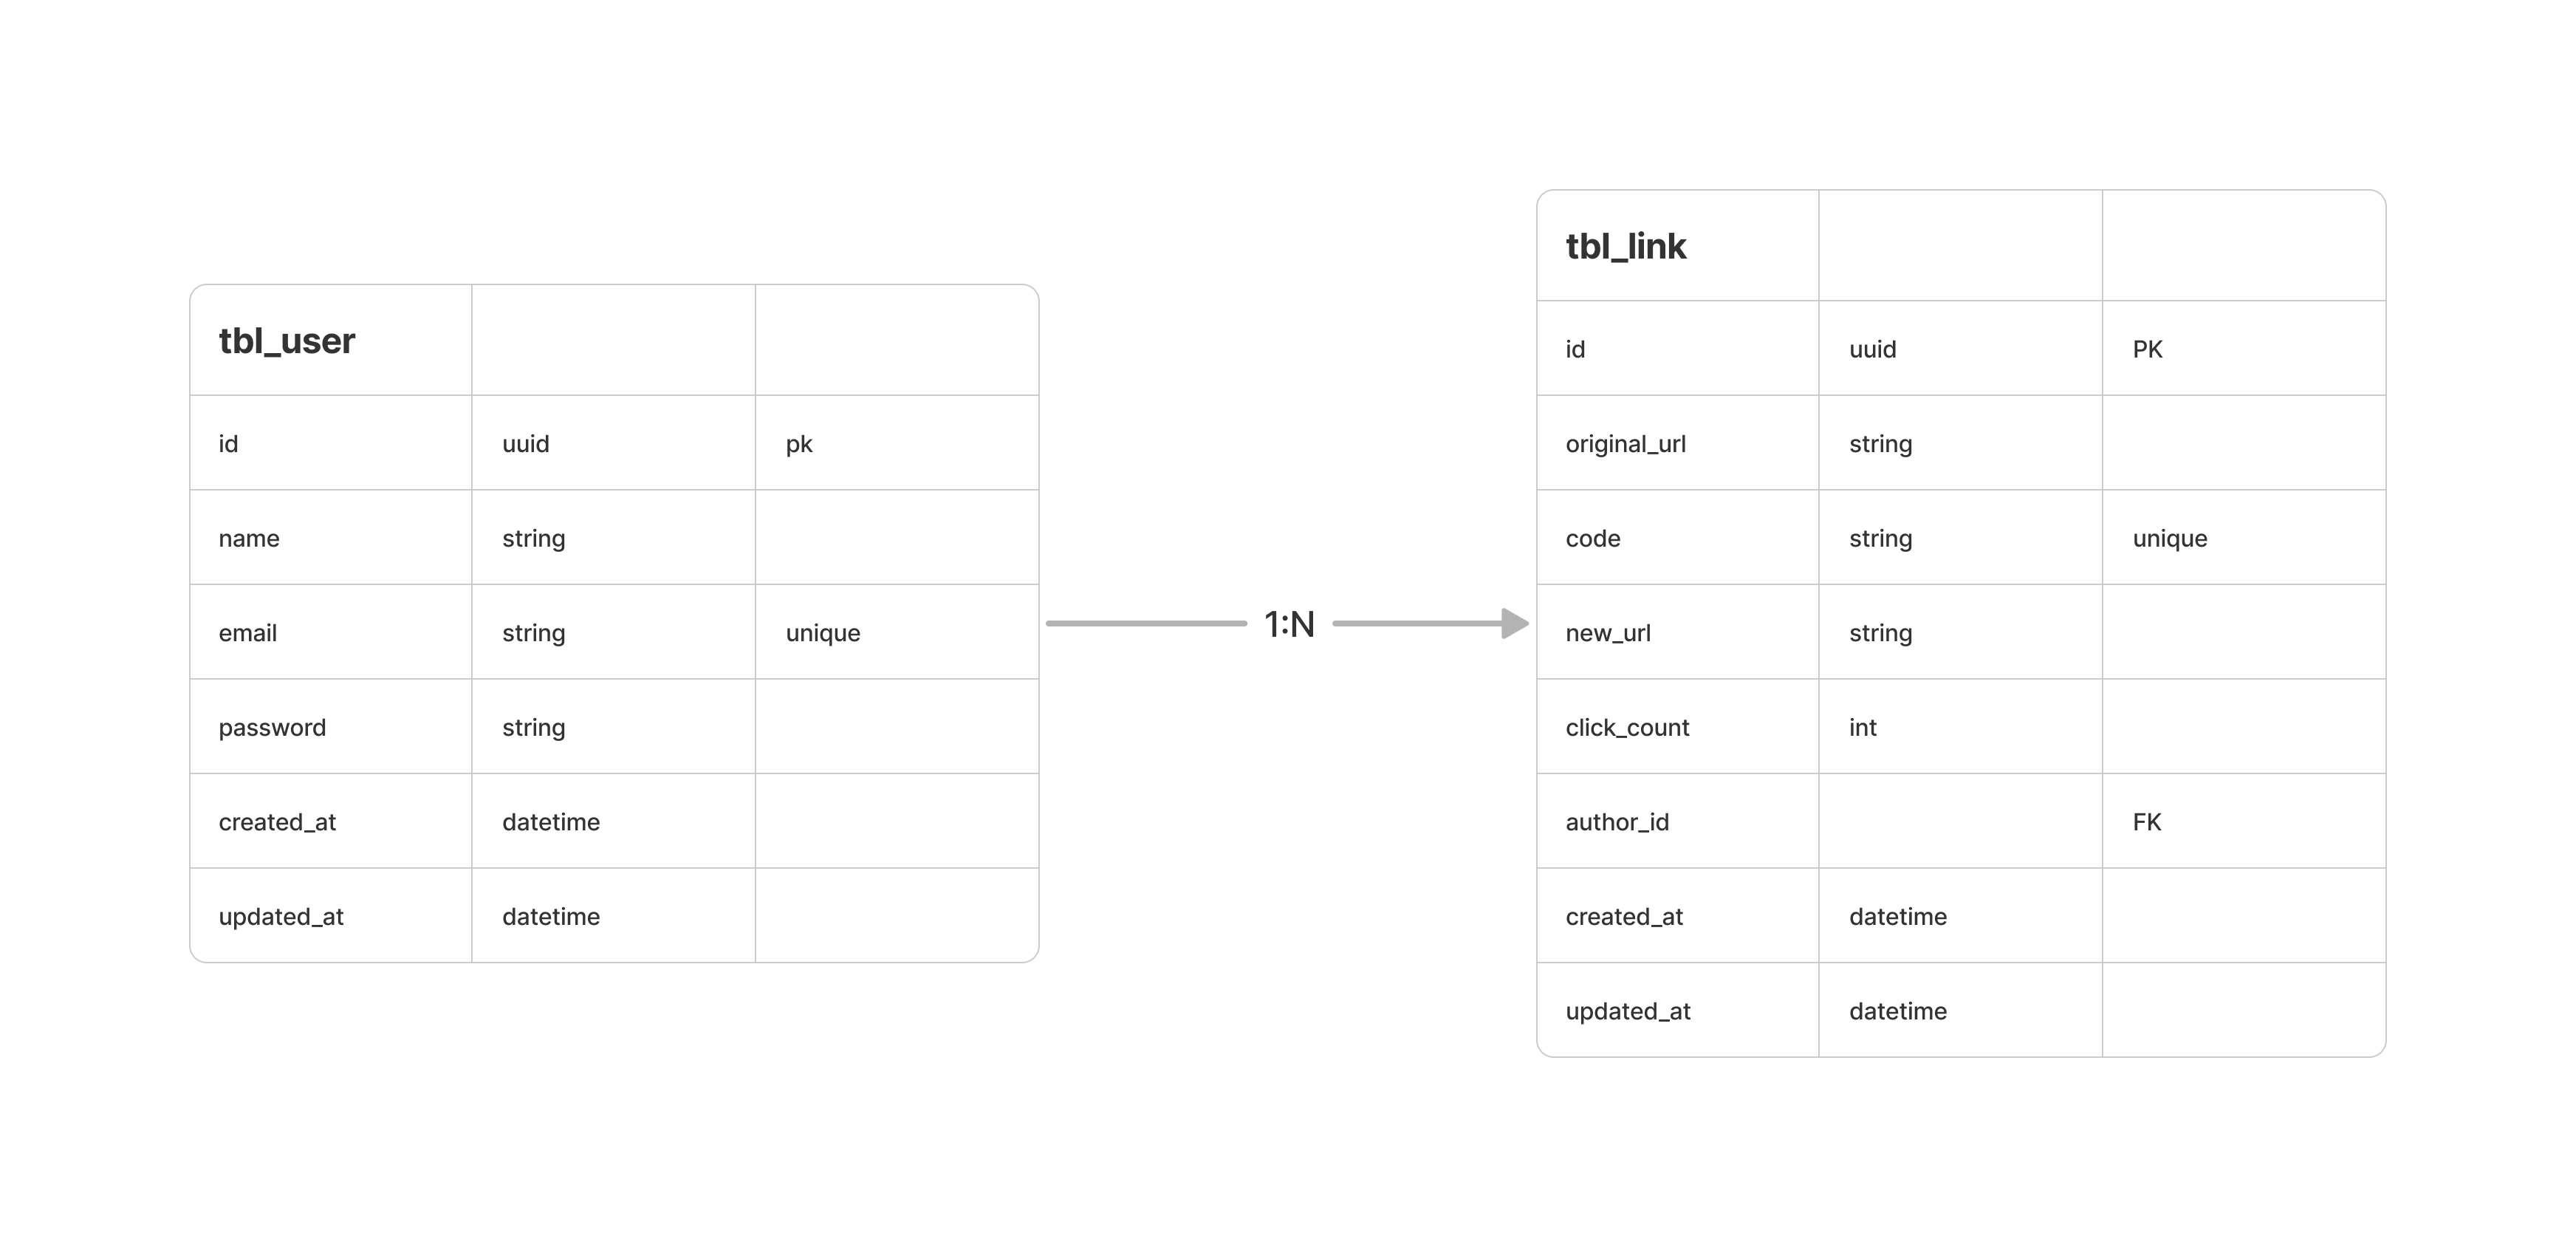 tbl_user
id uuid pk
name string
email string unique
password string
created_at datetime
updated_at datetime
1:N
tbl_link
id uuid PK
original_url string
code string unique
new_url string
click_count int
author_id FK
created_at datetime
updated_at datetime